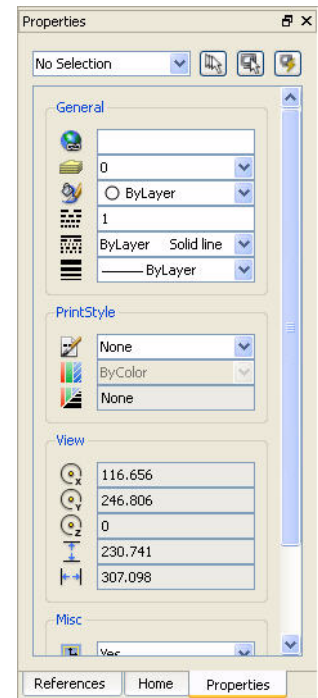 Properties
No Selection
General
0
ByLayer
1
ByLayer Solid line
ByLayer
PrintStyle
None
ByColor
None
View
x 116.656
Y 246.806
z 0
230.741
307.098
Misc
Yes
References Home Properties